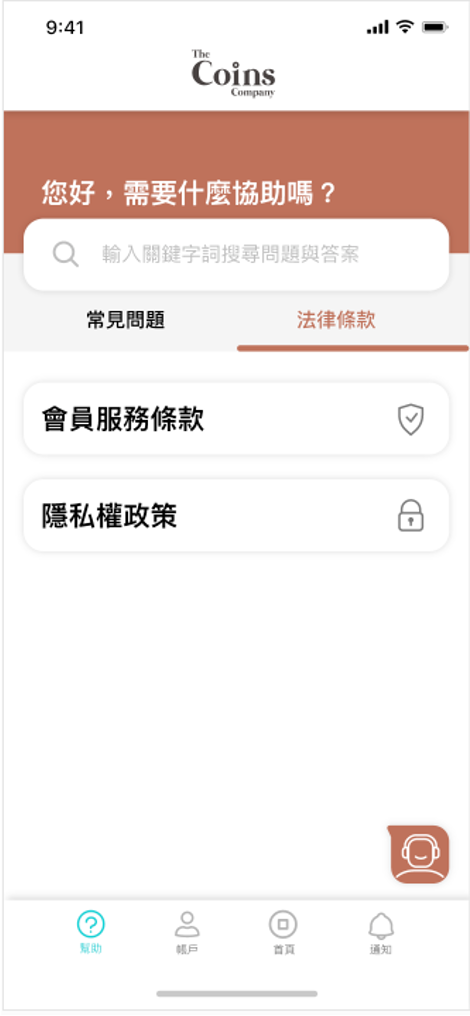 9:41
The
Coins
Company
您好，需要什麼協助嗎？
輸入關鍵字詞搜尋問題與答案
常見問題
法律條款
會員服務條款
隱私權政策
幫助
帳戶
首頁
通知